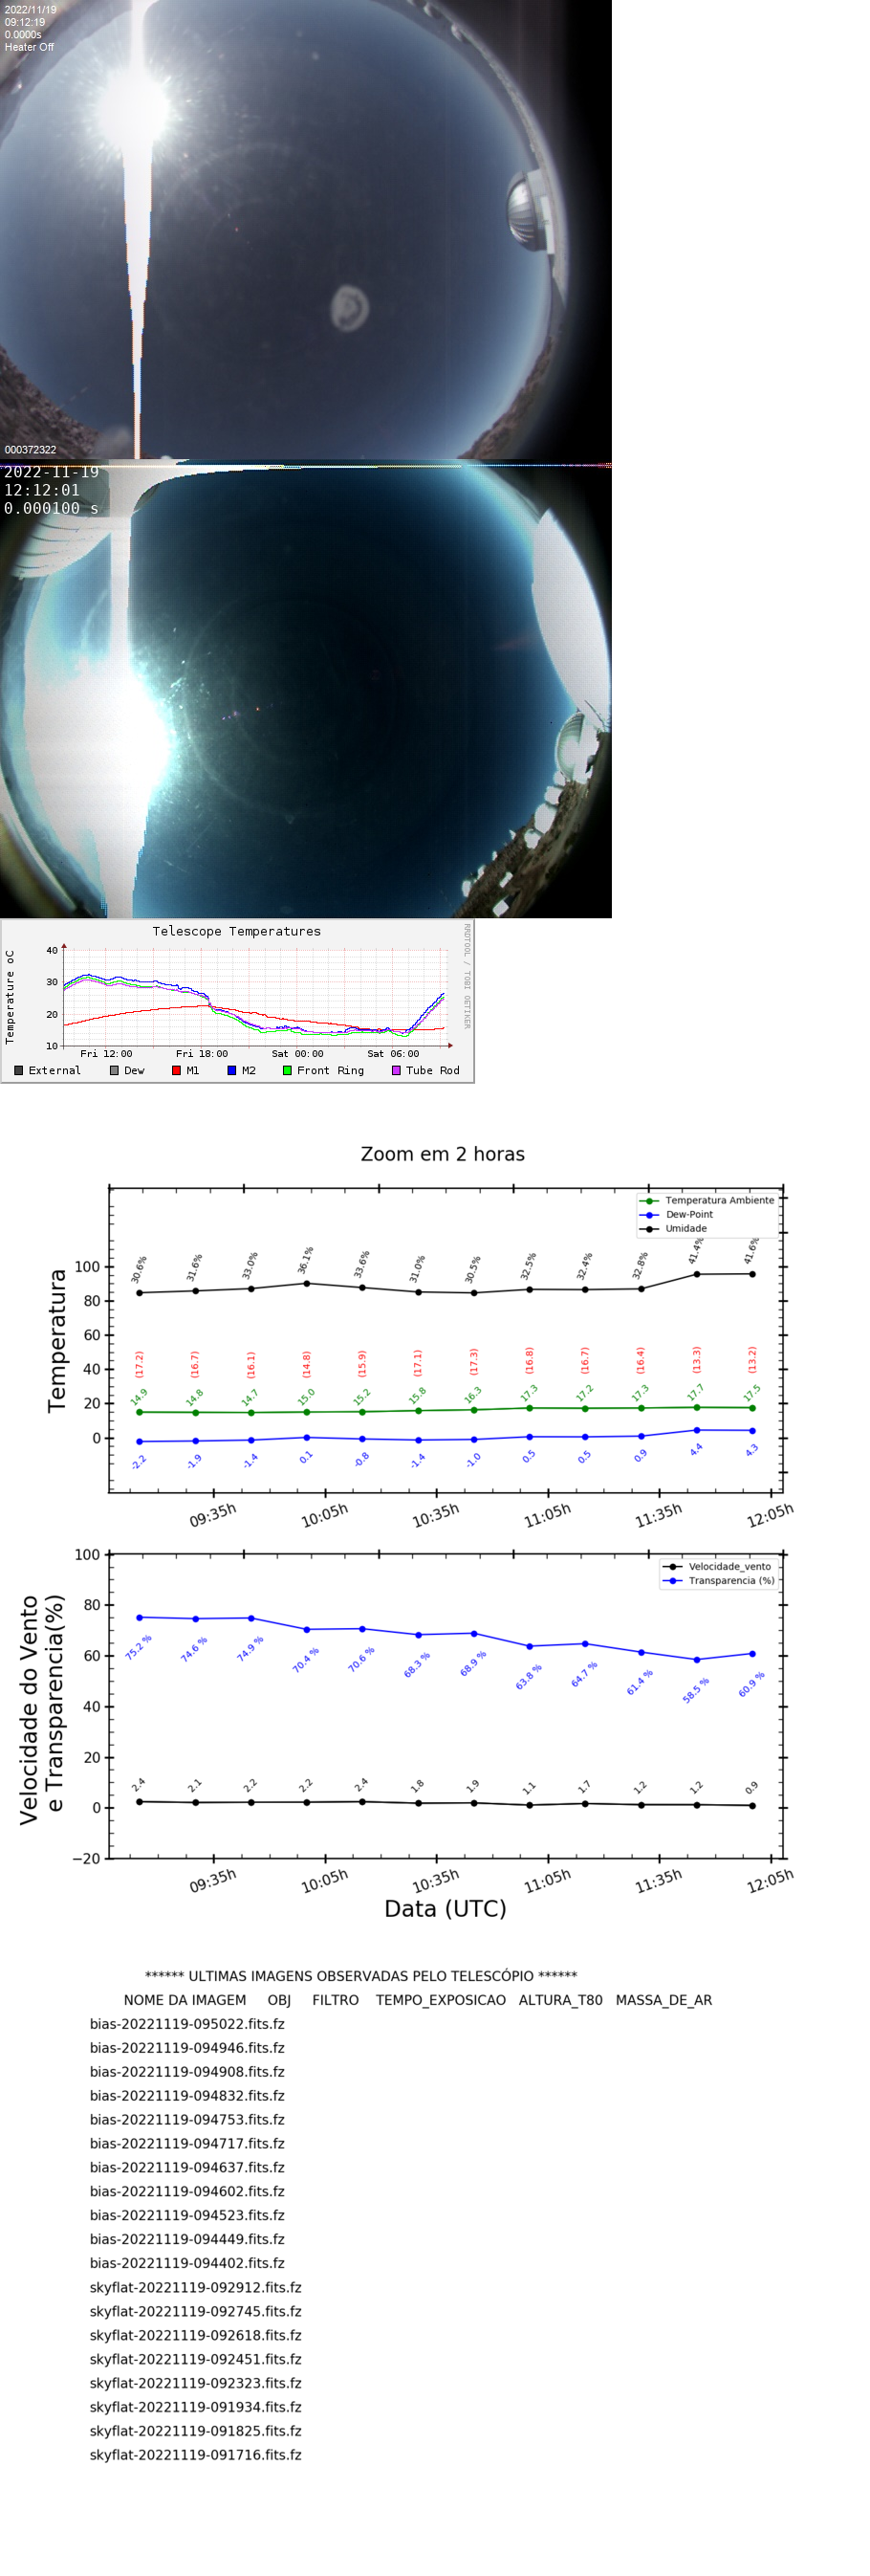 2022/11/19
09:12:19
0.0000s
Heater Off
000372322
2022-11-19
12:12:01
0.000100 s
Telescope Temperatures
RRDTOOL / TOBI OETIKER
Temperature oC
40
30
20
10
Fri 12:00 Fri 18:00 Sat 00:00 Sat 06:00
External Dew M1 M2 Front Ring Tube Rod
Zoom em 2 horas
Temperatura Ambiente
Dew-Point
Umidade
Temperatura
100
80
60
40
20
0
30.6% 31.6% 33.0% 36.1% 33.6% 31.0% 30.5% 32.5% 32.4% 32.8% 41.4% 41.6%
(17.2) (16.7) (16.1) (14.8) (15.9) (17.1) (17.3) (16.8) (16.7) (16.4) (13.3) (13.2)
14.9 14.8 14.7 15.0 15.2 15.8 16.3 17.3 17.2 17.3 17.7 17.5
-2.2 -1.9 -1.4 0.1 -0.8 -1.4 -1.0 0.5 0.5 0.9 4.4 4.3
09:35h 10:05h 10:35h 11:05h 11:35h 12:05h
Velocidade do Vento
e Transparencia(%)
Velocidade_vento
Transparencia (%)
100
80
60
40
20
0
−20
75.2 % 74.6 % 74.9 % 70.4 % 70.6 % 68.3 % 68.9 % 63.8 % 64.7 % 61.4 % 58.5 % 60.9 %
2.4 2.1 2.2 2.2 2.4 1.8 1.9 1.1 1.7 1.2 1.2 0.9
09:35h 10:05h 10:35h 11:05h 11:35h 12:05h
Data (UTC)
****** ULTIMAS IMAGENS OBSERVADAS PELO TELESCÓPIO ******
NOME DA IMAGEM OBJ FILTRO TEMPO_EXPOSICAO ALTURA_T80 MASSA_DE_AR
bias-20221119-095022.fits.fz
bias-20221119-094946.fits.fz
bias-20221119-094908.fits.fz
bias-20221119-094832.fits.fz
bias-20221119-094753.fits.fz
bias-20221119-094717.fits.fz
bias-20221119-094637.fits.fz
bias-20221119-094602.fits.fz
bias-20221119-094523.fits.fz
bias-20221119-094449.fits.fz
bias-20221119-094402.fits.fz
skyflat-20221119-092912.fits.fz
skyflat-20221119-092745.fits.fz
skyflat-20221119-092618.fits.fz
skyflat-20221119-092451.fits.fz
skyflat-20221119-092323.fits.fz
skyflat-20221119-091934.fits.fz
skyflat-20221119-091825.fits.fz
skyflat-20221119-091716.fits.fz